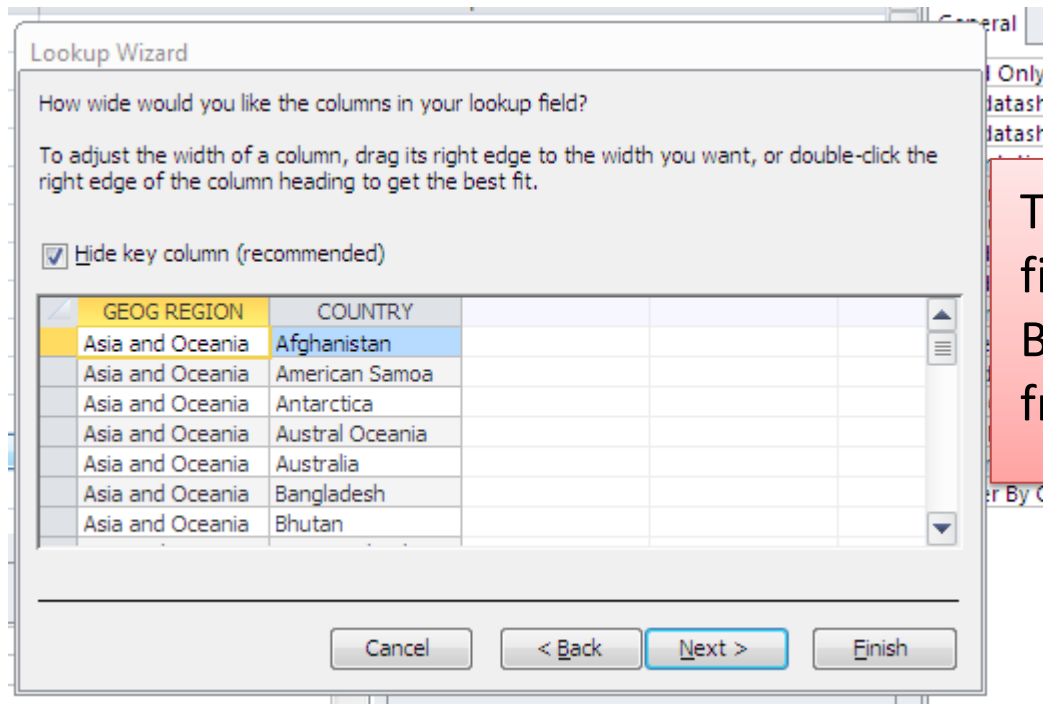 General
Lookup Wizard
Only
How wide would you like the columns in your lookup field?
To adjust the width of a column, drag its right edge to the width you want, or double-click the
right edge of the column heading to get the best fit.
Hide key column (recommended)
GEOG REGION COUNTRY
Asia and Oceania Afghanistan
Asia and Oceania American Samoa
Asia and Oceania Antarctica
Asia and Oceania Austral Oceania
Asia and Oceania Australia
Asia and Oceania Bangladesh
Asia and Oceania Bhutan
By
Cancel < Back Next > Finish